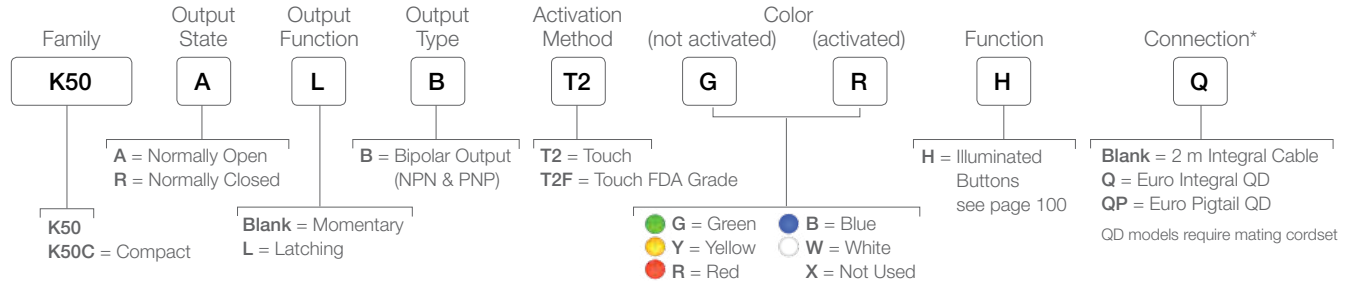 Family
Output
State
Output
Function
Output
Type
Activation
Method
Color
(not activated)
(activated)
Function
Connection*
K50
A
L
B
T2
G
R
H
Q
A = Normally Open
R = Normally Closed
B = Bipolar Output
(NPN & PNP)
T2 = Touch
T2F = Touch FDA Grade
H = Illuminated
Buttons
see page 100
Blank = 2 m Integral Cable
Q = Euro Integral QD
QP = Euro Pigtail QD
QD models require mating cordset
K50
K50C = Compact
Blank = Momentary
L = Latching
G = Green
Y = Yellow
R = Red
B = Blue
W = White
X = Not Used